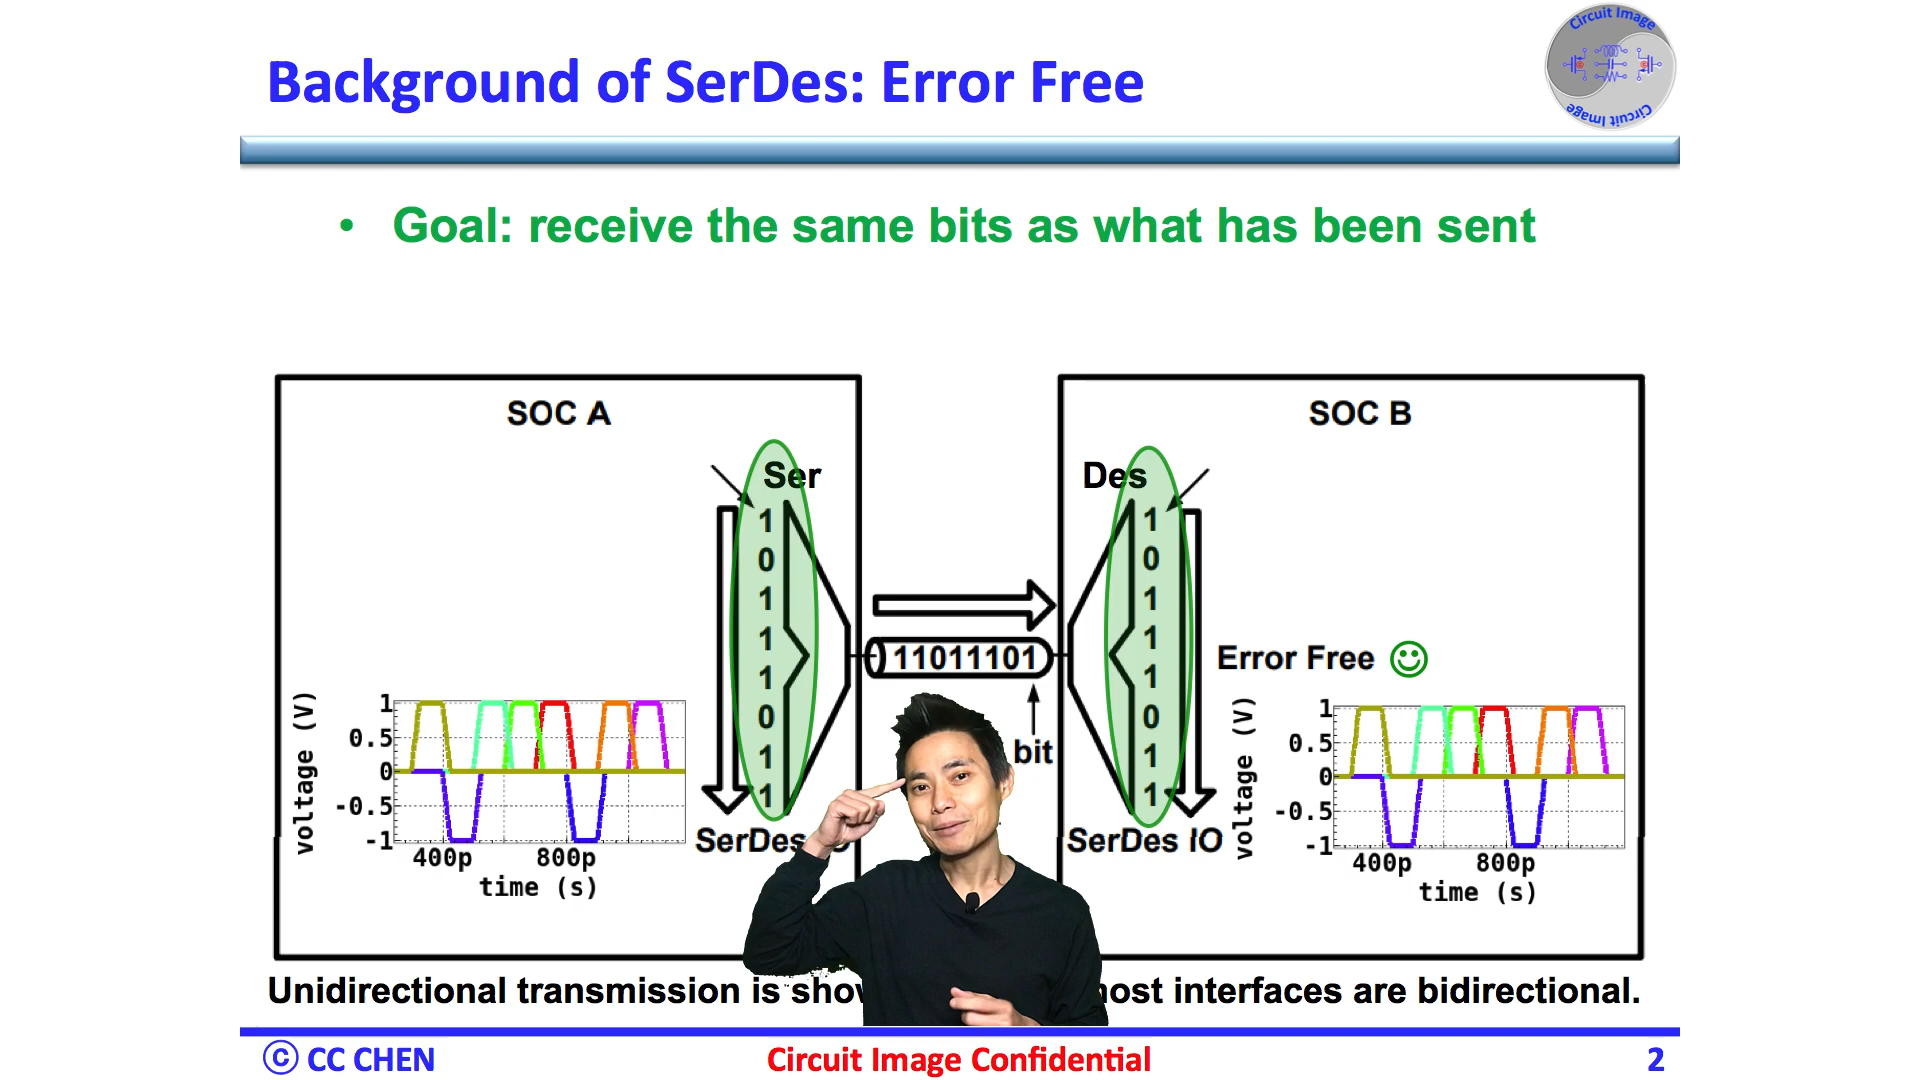 Background of SerDes: Error Free
Circuit Image
Circuit Image
• Goal: receive the same bits as what has been sent
SOC A
SOC B
Ser
Des
1
0
1
1
1
0
1
1
1
0
1
1
1
0
1
1
11011101
bit
Error Free
SerDes
SerDes IO
voltage (V)
1
0.5
0
-0.5
-1
400p 800p
time (s)
voltage (V)
1
0.5
0
-0.5
-1
400p 800p
time (s)
Unidirectional transmission is interfaces are bidirectional.
© CC CHEN
Circuit Image Confidential
2